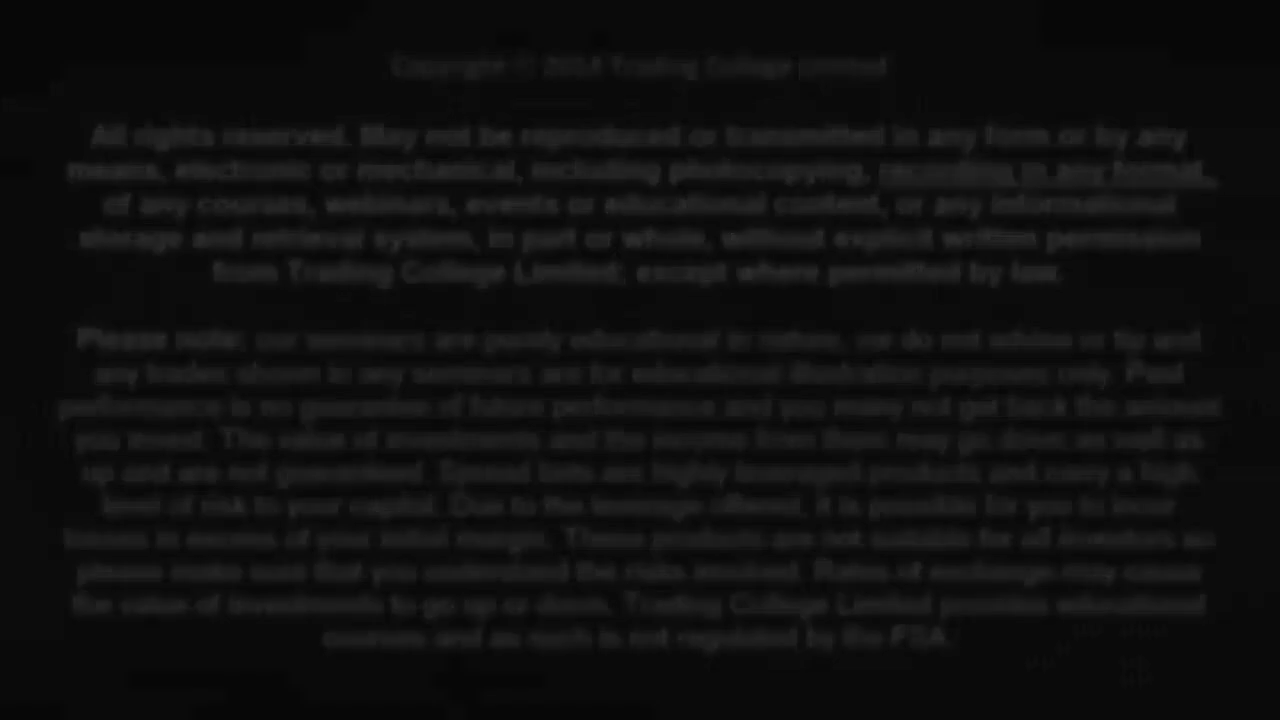 Copyright © 2014 Trading College Limited
All rights reserved. May not be reproduced or transmitted in any form or by any
means, electronic or mechanical, including photocopying, recording in any format,
of any courses, webinars, events or educational content, or any informational
storage and retrieval system, in part or whole, without explicit written permission
from Trading College Limited; except where permitted by law.
Please note: our seminars are purely educational in nature, we do not advise or tip and
any trades shown in any seminars are for educational illustration purposes only. Past
performance is no guarantee of future performance and you may not get back the amount
you invest. The value of investments and the income from them may go down as well as
up and are not guaranteed. Spread bets are highly leveraged products and carry a high
level of risk to your capital. Due to the leverage offered, it is possible for you to incur
losses in excess of your initial margin. These products are not suitable for all investors so
please make sure that you understand the risks involved. Rates of exchange may cause
the value of investments to go up or down. Trading College Limited provides educational
courses and as such is not regulated by the FSA.